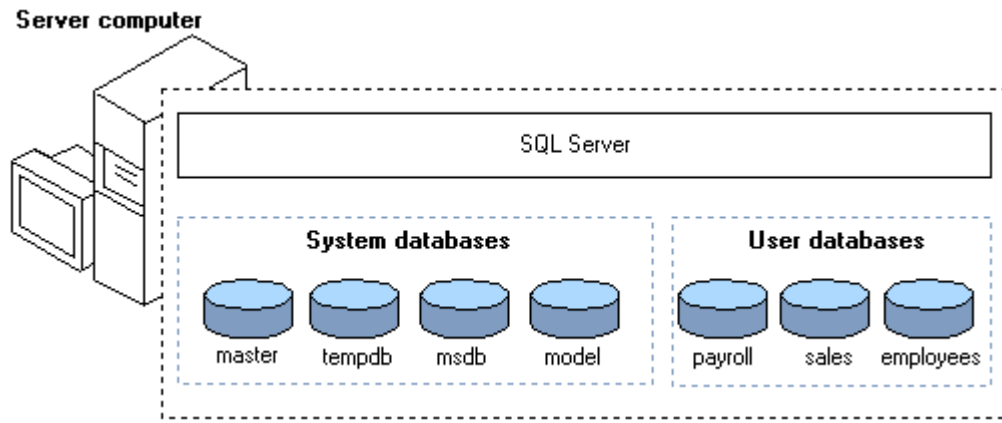 Server computer
SQL Server
System databases
User databases
master
tempdb
msdb
model
payroll
sales
employees